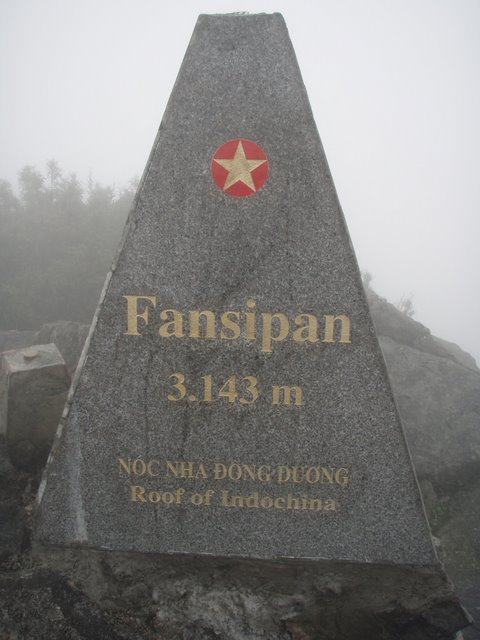 Fansipan
3.143 m
NÓC NHÀ ĐÔNG DƯƠNG
Roof of Indochina